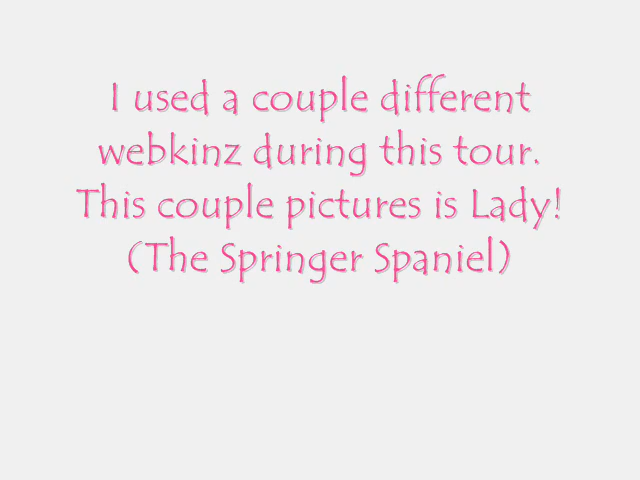 I used a couple different
webkinz during this tour.
This couple pictures is Lady!
(The Springer Spaniel)